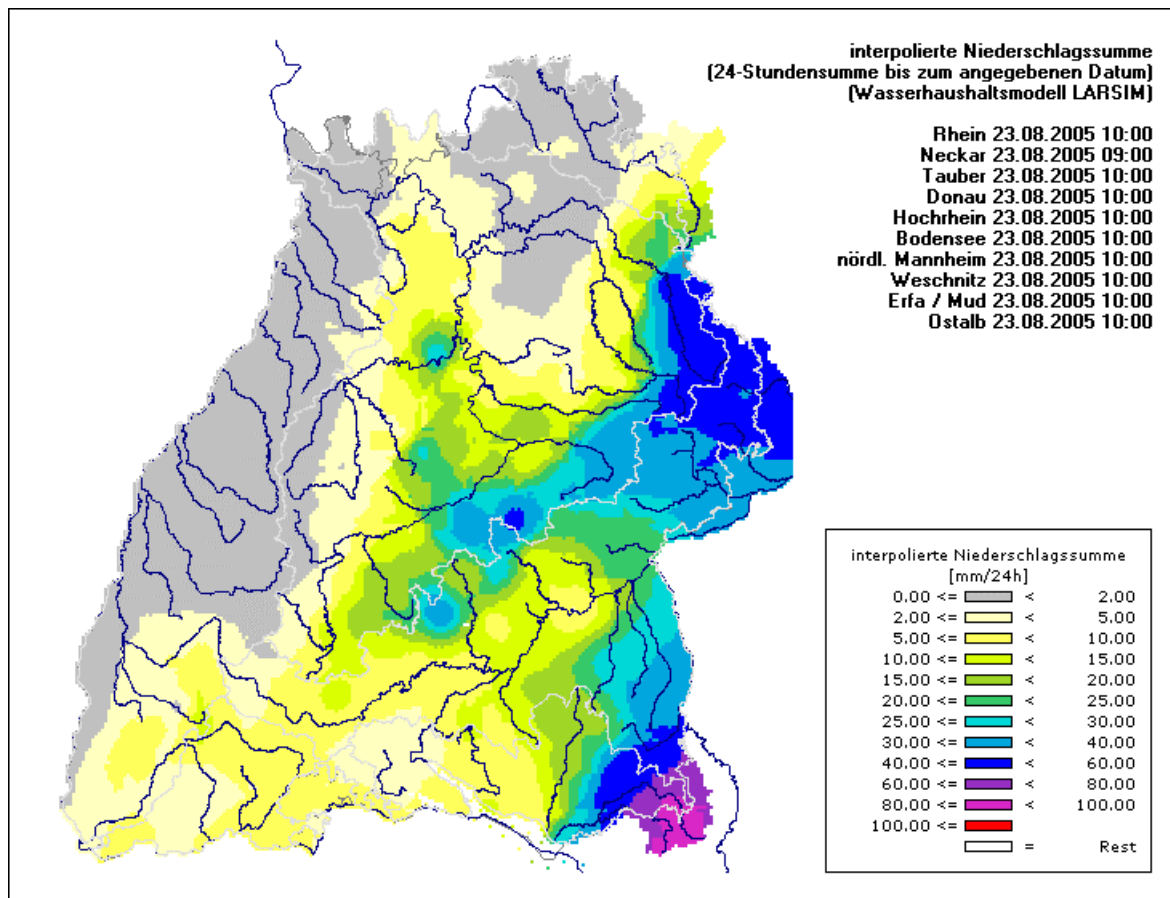 interpolierte Niederschlagssumme
(24-Stundensumme bis zum angegebenen Datum)
(Wasserhaushaltsmodell LARSIM)
Rhein 23.08.2005 10:00
Neckar 23.08.2005 09:00
Tauber 23.08.2005 10:00
Donau 23.08.2005 10:00
Hochrhein 23.08.2005 10:00
Bodensee 23.08.2005 10:00
nördl. Mannheim 23.08.2005 10:00
Weschnitz 23.08.2005 10:00
Erfa / Mud 23.08.2005 10:00
Ostalb 23.08.2005 10:00
interpolierte Niederschlagssumme
[mm/24h]
0.00 <= < 2.00
2.00 <= < 5.00
5.00 <= < 10.00
10.00 <= < 15.00
15.00 <= < 20.00
20.00 <= < 25.00
25.00 <= < 30.00
30.00 <= < 40.00
40.00 <= < 60.00
60.00 <= < 80.00
80.00 <= < 100.00
100.00 <=
= Rest